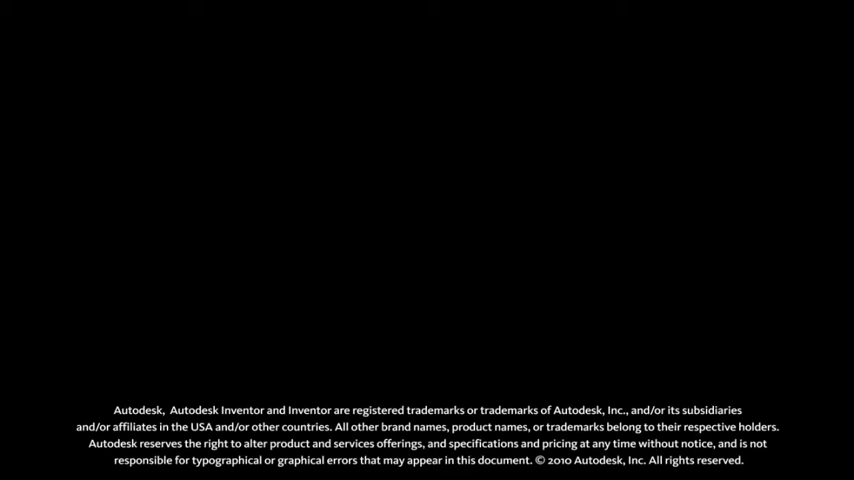 Autodesk, Autodesk Inventor and Inventor are registered trademarks or trademarks of Autodesk, Inc., and/or its subsidiaries
and/or affiliates in the USA and/or other countries. All other brand names, product names, or trademarks belong to their respective holders.
Autodesk reserves the right to alter product and services offerings, and specifications and pricing at any time without notice, and is not
responsible for typographical or graphical errors that may appear in this document. © 2010 Autodesk, Inc. All rights reserved.